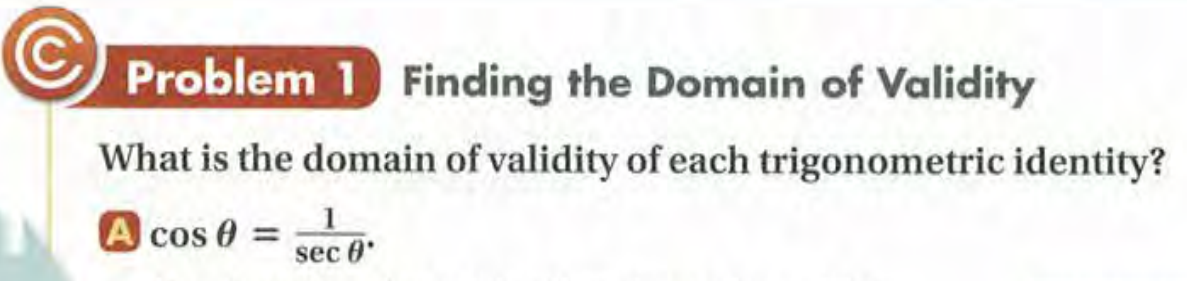 C Problem 1 Finding the Domain of Validity
What is the domain of validity of each trigonometric identity?
A cos θ = 1/sec θ.